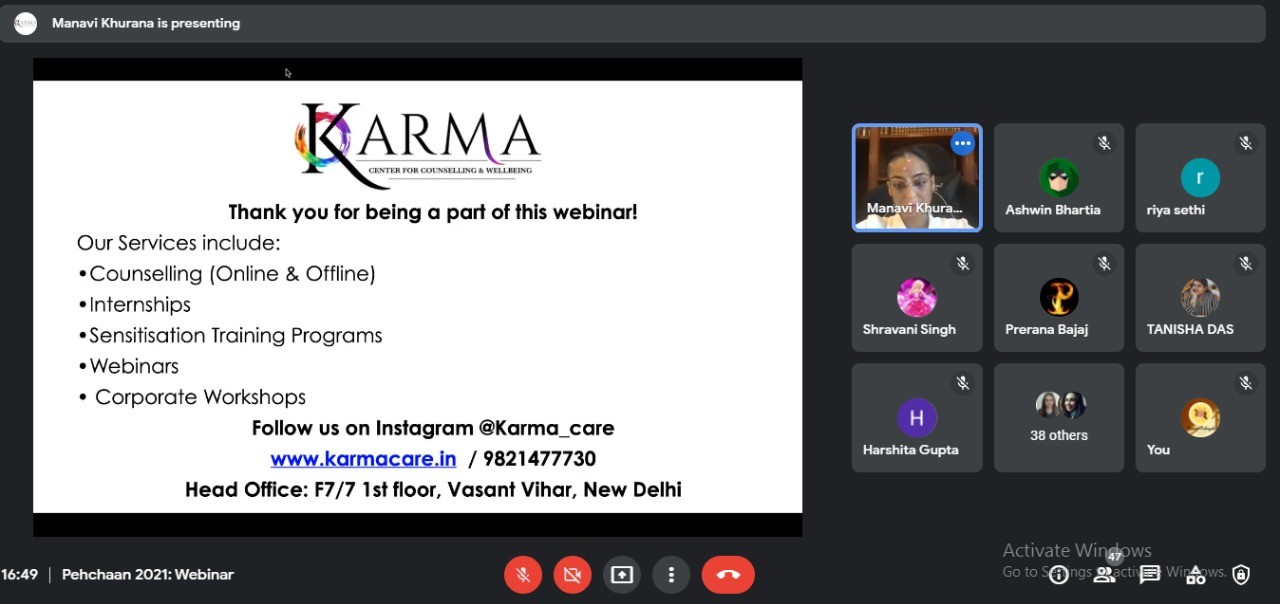 Manavi Khurana is presenting
KARMA
CENTER FOR COUNSELLING & WELLBEING
Thank you for being a part of this webinar!
Our Services include:
•Counselling (Online & Offline)
•Internships
•Sensitisation Training Programs
•Webinars
• Corporate Workshops
Follow us on Instagram @Karma_care
www.karmacare.in / 9821477730
Head Office: F7/7 1st floor, Vasant Vihar, New Delhi
Manavi Khura...
Ashwin Bhartia
r
riya sethi
Shravani Singh
P
Prerana Bajaj
TANISHA DAS
H
Harshita Gupta
38 others
You
Activate Windows
Go to Settings to activate Windows.
47
16:49 | Pehchaan 2021: Webinar